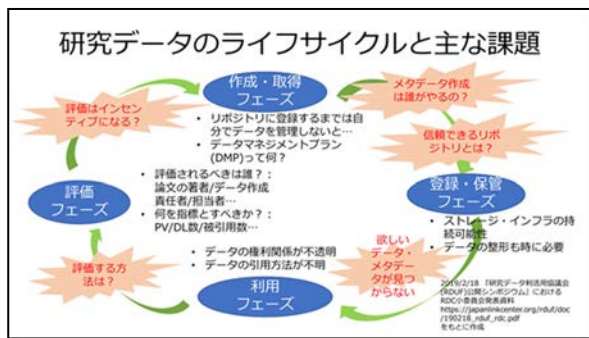 研究データのライフサイクルと主な課題
作成・取得
フェーズ
メタデータ作成
は誰がやるの？
評価はインセン
ティブになる？
• リポジトリに登録するまでは自
分でデータを管理しないと…
• データマネジメントプラン
(DMP)って何？
信頼できるリポ
ジトリとは？
評価
フェーズ
• 評価されるべきは誰？：
論文の著者/データ作成
責任者/担当者…
• 何を指標とすべきか？：
PV/DL数/被引用数…
登録・保管
フェーズ
• ストレージ・インフラの持
続可能性
• データの整形も時に必要
評価する方
法は？
• データの権利関係が不透明
• データの引用方法が不明
利用
フェーズ
欲しい
データ・
メタデー
タが見つ
からない
2019/2/18 「研究データ利活用協議会
(RDUF)公開シンポジウム」における
RDC小委員会発表資料
https://japanlinkcenter.org/rduf/doc
/190218_rduf_rdc.pdf
をもとに作成